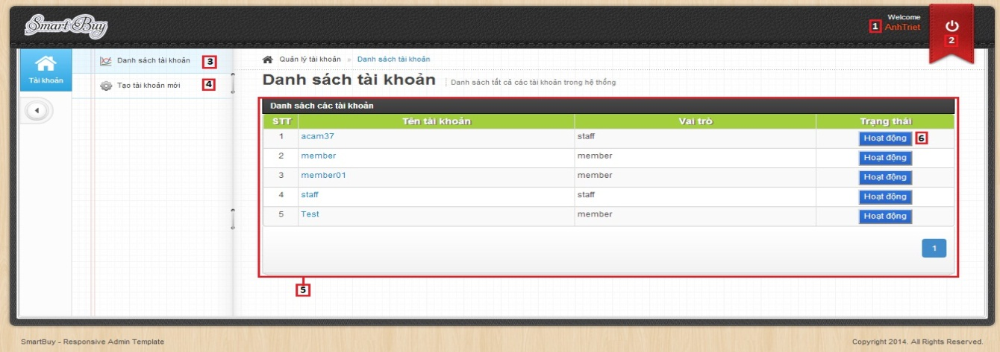 Smart Buy
Welcome
1 AnhTriet
2
Tài khoản
Danh sách tài khoản 3
Tạo tài khoản mới 4
Quản lý tài khoản » Danh sách tài khoản
Danh sách tài khoản Danh sách tất cả các tài khoản trong hệ thống
Danh sách các tài khoản
STT Tên tài khoản Vai trò Trạng thái
1 acam37 staff Hoạt động 6
2 member member Hoạt động
3 member01 member Hoạt động
4 staff staff Hoạt động
5 Test member Hoạt động
1
5
SmartBuy - Responsive Admin Template Copyright 2014. All Rights Reserved.